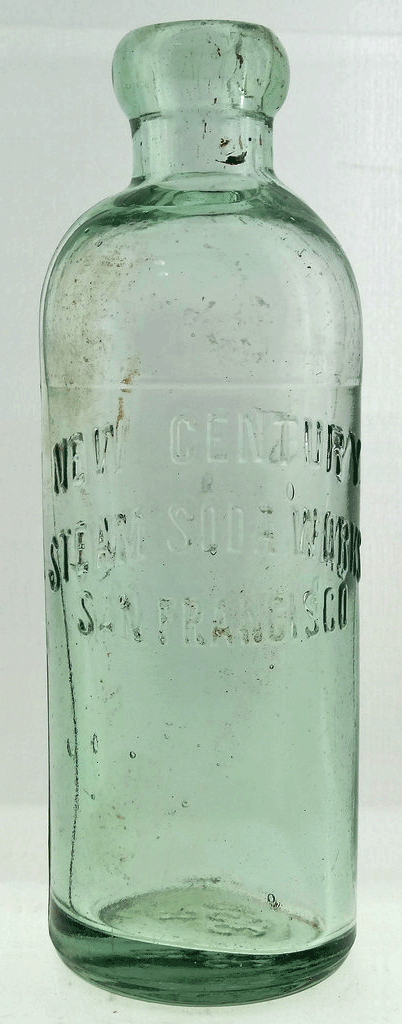 NEW CENTURY
STEAM SODA WORKS
SAN FRANCISCO